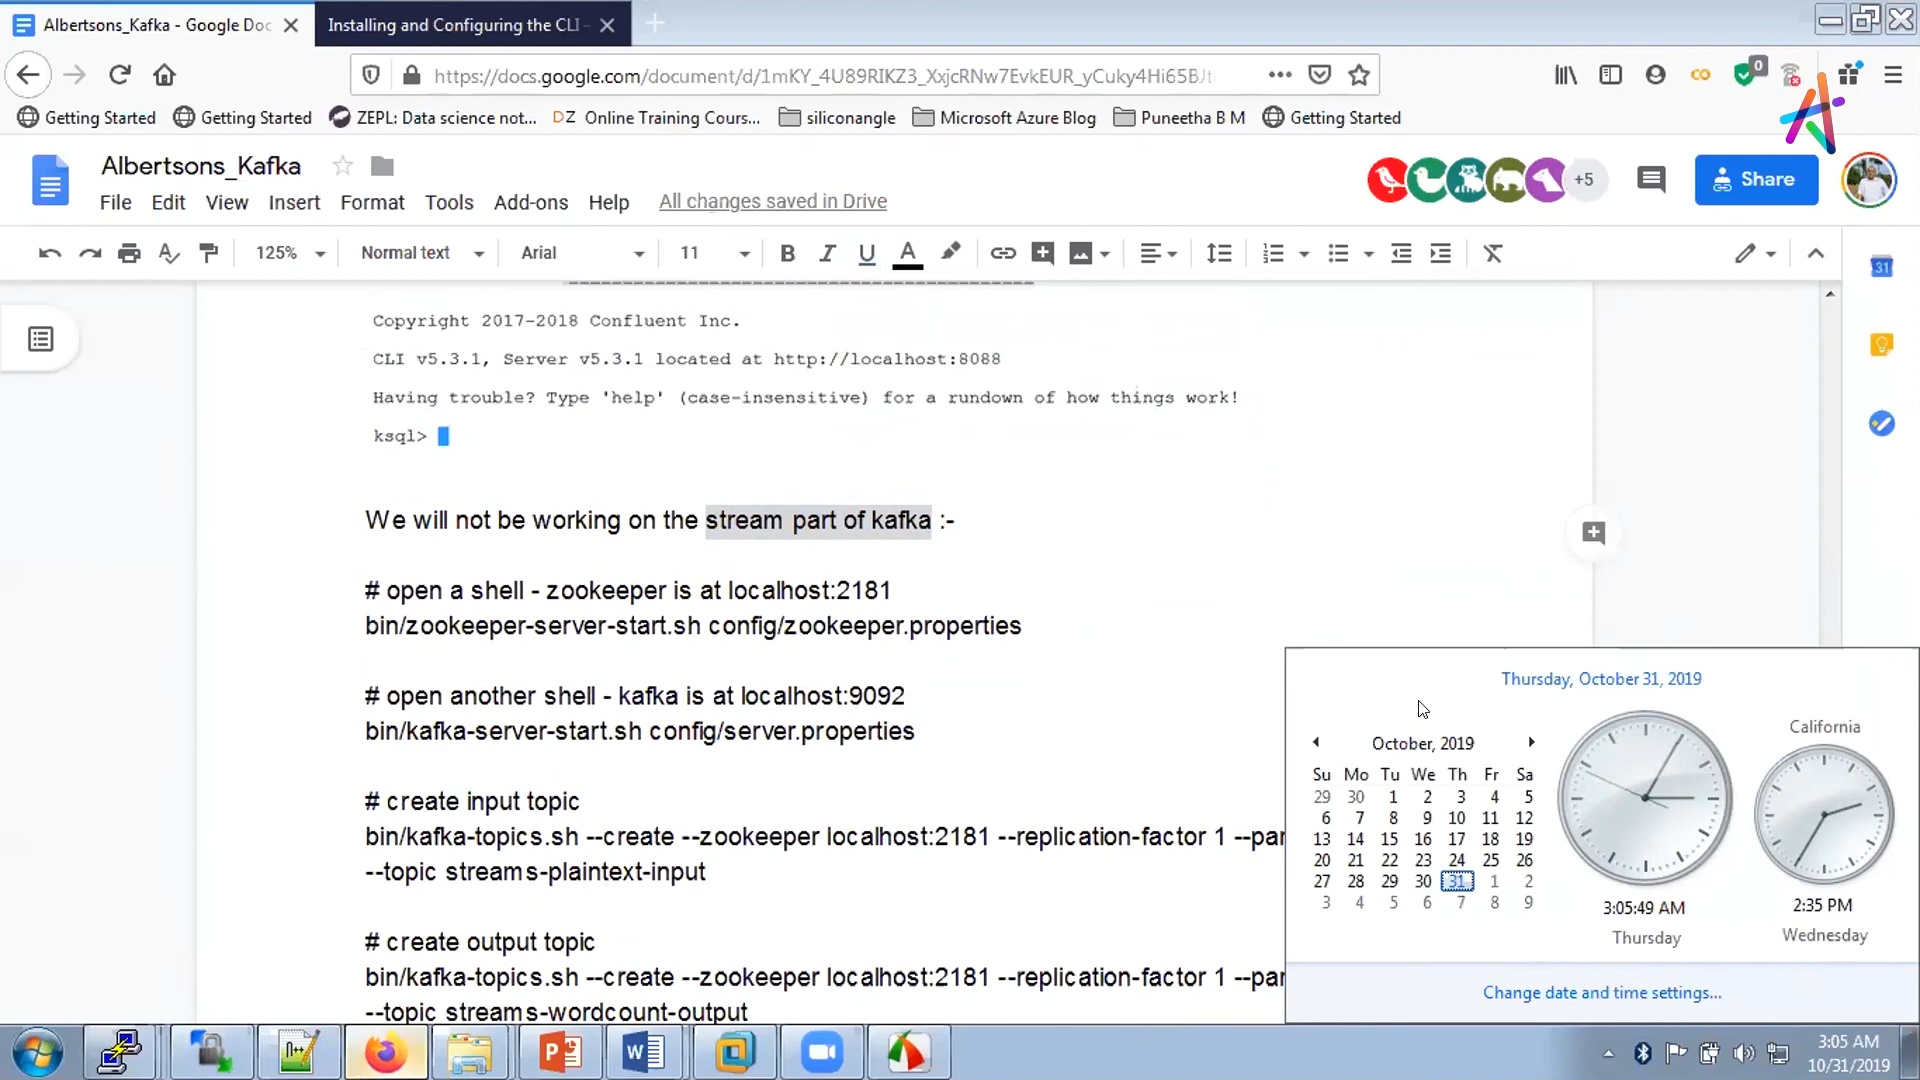 Albertsons_Kafka - Google Doc
Installing and Configuring the CLI -
https://docs.google.com/document/d/1mKY_4U89RIKZ3_XxjcRNw7EvkEUR_yCuky4Hi65BJt
0
Getting Started
Getting Started
ZEPL: Data science not...
DZ Online Training Cours...
siliconangle
Microsoft Azure Blog
Puneetha B M
Getting Started
Albertsons_Kafka
+5
Share
File Edit View Insert Format Tools Add-ons Help All changes saved in Drive
125% Normal text Arial 11 B I U A
31
Copyright 2017-2018 Confluent Inc.
CLI v5.3.1, Server v5.3.1 located at http://localhost:8088
Having trouble? Type 'help' (case-insensitive) for a rundown of how things work!
ksql>
We will not be working on the stream part of kafka :-
# open a shell - zookeeper is at localhost:2181
bin/zookeeper-server-start.sh config/zookeeper.properties
# open another shell - kafka is at localhost:9092
bin/kafka-server-start.sh config/server.properties
# create input topic
bin/kafka-topics.sh --create --zookeeper localhost:2181 --replication-factor 1 --par
--topic streams-plaintext-input
# create output topic
bin/kafka-topics.sh --create --zookeeper localhost:2181 --replication-factor 1 --par
--topic streams-wordcount-output
Thursday, October 31, 2019
October, 2019
Su Mo Tu We Th Fr Sa
29 30 1 2 3 4 5
6 7 8 9 10 11 12
13 14 15 16 17 18 19
20 21 22 23 24 25 26
27 28 29 30 31 1 2
3 4 5 6 7 8 9
3:05:49 AM
Thursday
California
2:35 PM
Wednesday
Change date and time settings...
3:05 AM
10/31/2019